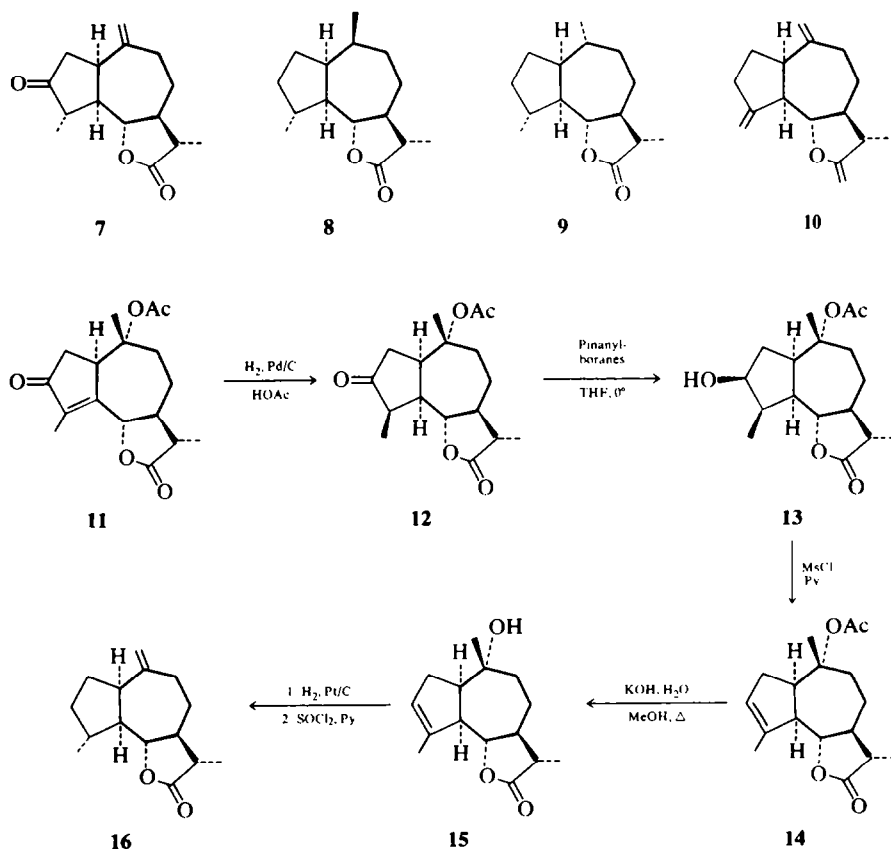 H
O
H
O
O
7
H
H
O
O
8
H
H
O
O
9
H
H
O
10
OAc
H
O
O
O
11
H₂, Pd/C
HOAc
OAc
H
O
H
O
O
12
Pinanyl-
boranes
THF, 0°
OAc
H
HO
H
O
O
13
MsCl
Py
H
H
O
O
16
1 H₂, Pt/C
2 SOCl₂, Py
OH
H
H
O
O
15
KOH, H₂O
MeOH, △
OAc
H
H
O
O
14